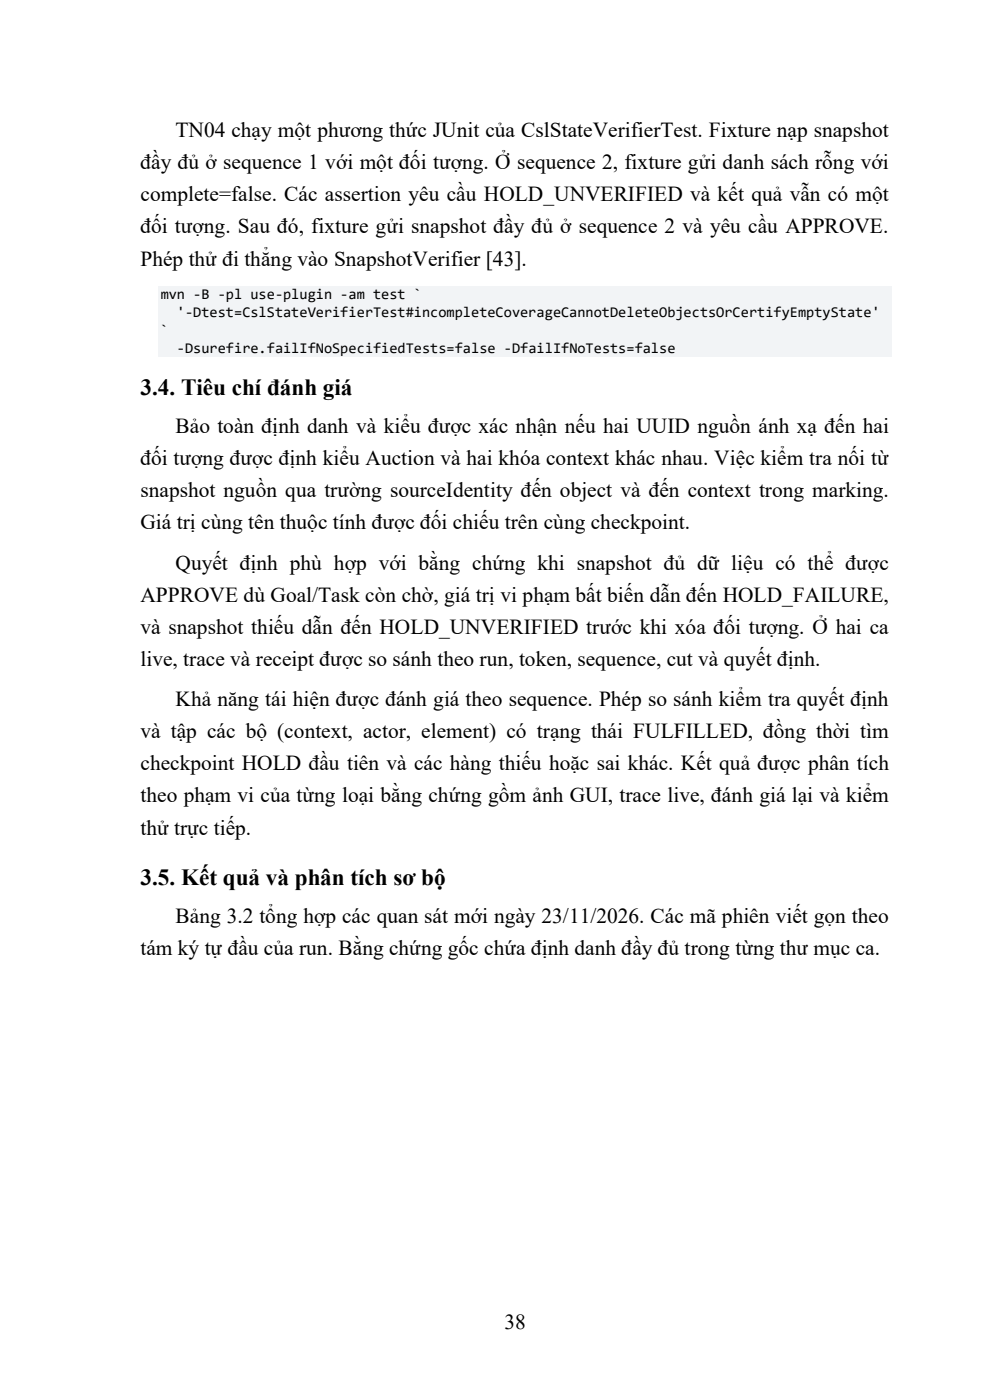 TN04 chạy một phương thức JUnit của CslStateVerifierTest. Fixture nạp snapshot
đầy đủ ở sequence 1 với một đối tượng. Ở sequence 2, fixture gửi danh sách rỗng với
complete=false. Các assertion yêu cầu HOLD_UNVERIFIED và kết quả vẫn có một
đối tượng. Sau đó, fixture gửi snapshot đầy đủ ở sequence 2 và yêu cầu APPROVE.
Phép thử đi thẳng vào SnapshotVerifier [43].
mvn -B -pl use-plugin -am test `
'-Dtest=CslStateVerifierTest#incompleteCoverageCannotDeleteObjectsOrCertifyEmptyState'
`
-Dsurefire.failIfNoSpecifiedTests=false -DfailIfNoTests=false
3.4. Tiêu chí đánh giá
Bảo toàn định danh và kiểu được xác nhận nếu hai UUID nguồn ánh xạ đến hai
đối tượng được định kiểu Auction và hai khóa context khác nhau. Việc kiểm tra nối từ
snapshot nguồn qua trường sourceIdentity đến object và đến context trong marking.
Giá trị cùng tên thuộc tính được đối chiếu trên cùng checkpoint.
Quyết định phù hợp với bằng chứng khi snapshot đủ dữ liệu có thể được
APPROVE dù Goal/Task còn chờ, giá trị vi phạm bất biến dẫn đến HOLD_FAILURE,
và snapshot thiếu dẫn đến HOLD_UNVERIFIED trước khi xóa đối tượng. Ở hai ca
live, trace và receipt được so sánh theo run, token, sequence, cut và quyết định.
Khả năng tái hiện được đánh giá theo sequence. Phép so sánh kiểm tra quyết định
và tập các bộ (context, actor, element) có trạng thái FULFILLED, đồng thời tìm
checkpoint HOLD đầu tiên và các hàng thiếu hoặc sai khác. Kết quả được phân tích
theo phạm vi của từng loại bằng chứng gồm ảnh GUI, trace live, đánh giá lại và kiểm
thử trực tiếp.
3.5. Kết quả và phân tích sơ bộ
Bảng 3.2 tổng hợp các quan sát mới ngày 23/11/2026. Các mã phiên viết gọn theo
tám ký tự đầu của run. Bằng chứng gốc chứa định danh đầy đủ trong từng thư mục ca.
38